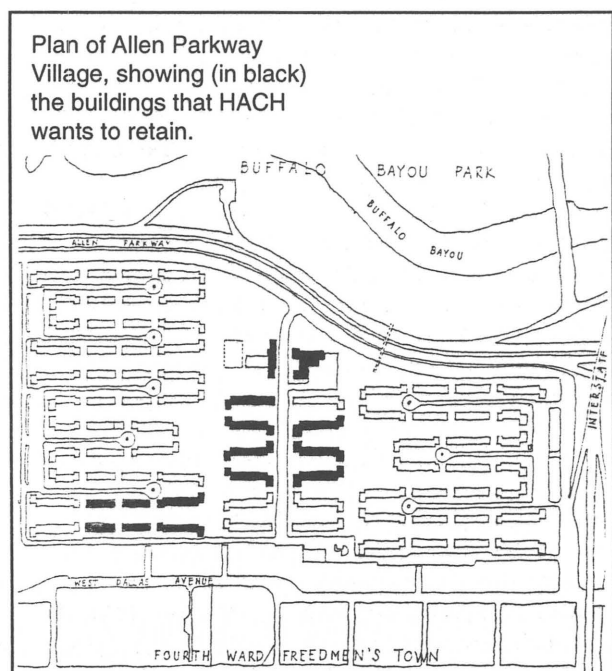 Plan of Allen Parkway
Village, showing (in black)
the buildings that HACH
wants to retain.
BUFFALO BAYOU PARK
BUFFALO
BAYOU
ALLEN PARKWAY
INTERSTATE
WEST DALLAS AVENUE
FOURTH WARD/FREEDMEN'S TOWN